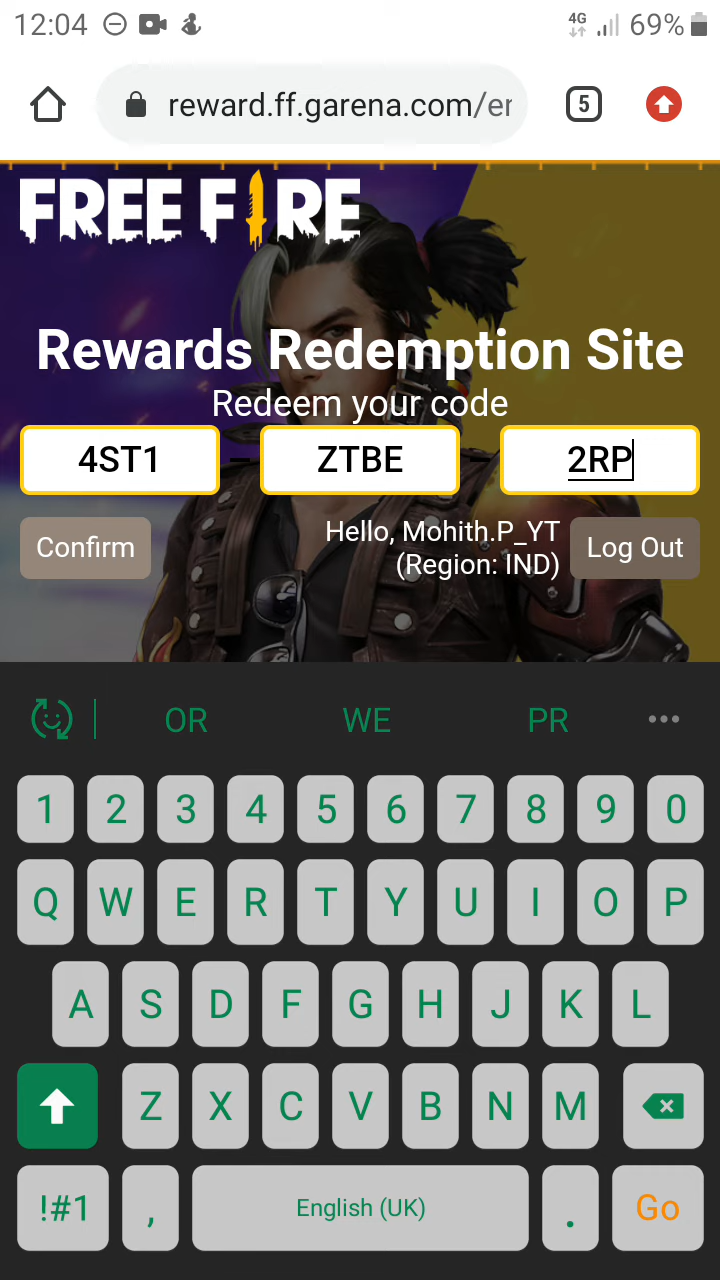 12:04 4G 69%
reward.ff.garena.com/er 5
FREE FIRE
Rewards Redemption Site
Redeem your code
4ST1 - ZTBE - 2RP
Confirm Hello, Mohith.P_YT Log Out
(Region: IND)
OR WE PR
1 2 3 4 5 6 7 8 9 0
Q W E R T Y U I O P
A S D F G H J K L
Z X C V B N M
!#1 , English (UK) . Go